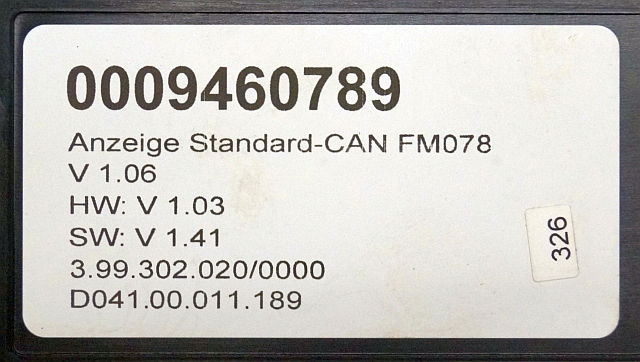 0009460789
Anzeige Standard-CAN FM078
V 1.06
HW: V 1.03
SW: V 1.41
3.99.302.020/0000
D041.00.011.189
326